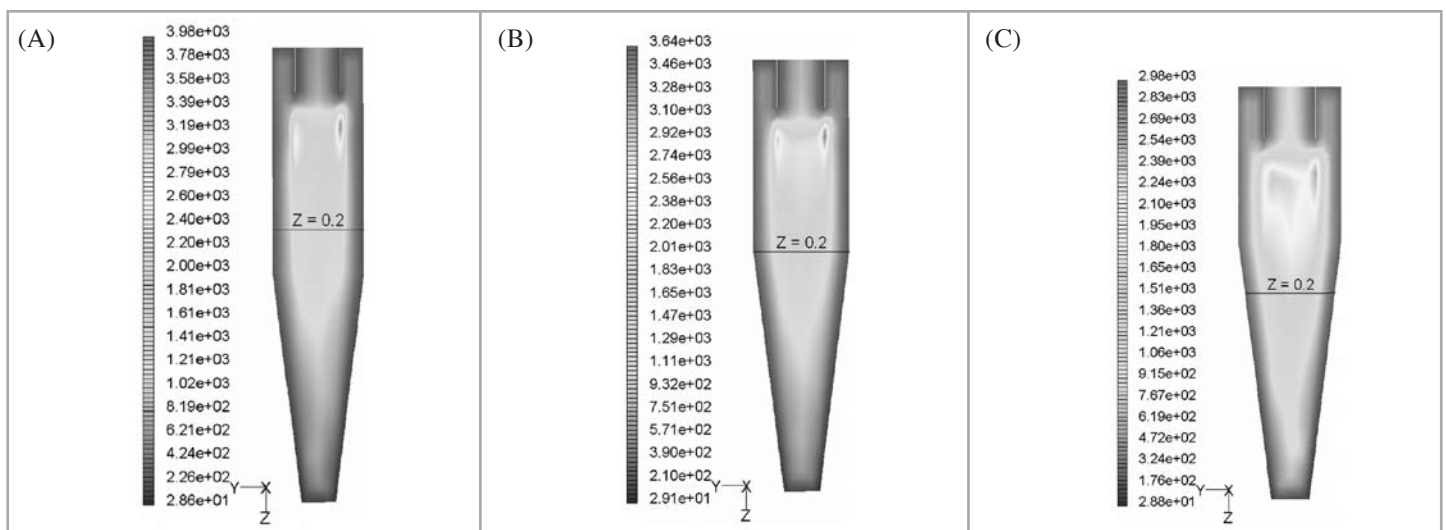 (A)
3.98e+03
3.78e+03
3.58e+03
3.39e+03
3.19e+03
2.99e+03
2.79e+03
2.60e+03
2.40e+03
2.20e+03
2.00e+03
1.81e+03
1.61e+03
1.41e+03
1.21e+03
1.02e+03
8.19e+02
6.21e+02
4.24e+02
2.26e+02
2.86e+01
Z = 0.2
Y X
Z
(B)
3.64e+03
3.46e+03
3.28e+03
3.10e+03
2.92e+03
2.74e+03
2.56e+03
2.38e+03
2.20e+03
2.01e+03
1.83e+03
1.65e+03
1.47e+03
1.29e+03
1.11e+03
9.32e+02
7.51e+02
5.71e+02
3.90e+02
2.10e+02
2.91e+01
Z = 0.2
Y X
Z
(C)
2.98e+03
2.83e+03
2.69e+03
2.54e+03
2.39e+03
2.24e+03
2.10e+03
1.95e+03
1.80e+03
1.65e+03
1.51e+03
1.36e+03
1.21e+03
1.06e+03
9.15e+02
7.67e+02
6.19e+02
4.72e+02
3.24e+02
1.76e+02
2.88e+01
Z = 0.2
Y X
Z